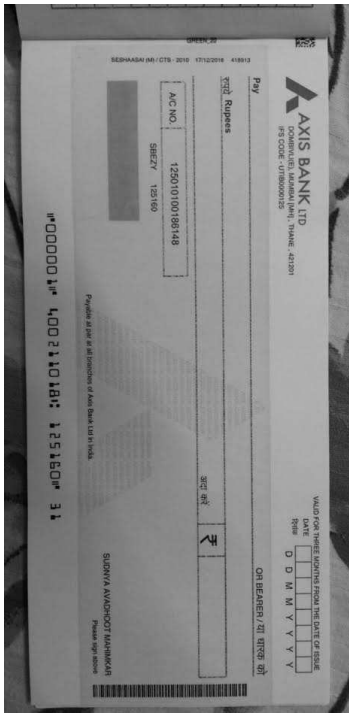 AXIS BANK LTD
DOMBIVLI(E), MUMBAI [MH], THANE, 421201
IFS CODE - UTIB0000125
VALID FOR THREE MONTHS FROM THE DATE OF ISSUE
DATE
दिनांक
D D M M Y Y Y Y
Pay
OR BEARER / या धारक को
रुपये Rupees
अदा करें
₹
A/C NO.
125010100186148
SBEZY 125160
SESHAASAI (M) / CTS - 2010 17/12/2016 418913
GREEN_20
Payable at par at all branches of Axis Bank Ltd in India.
SUDNYA AVADHOOT MAHIMKAR
Please sign above
⑈000001⑈ 400211018⑆ 125160⑈ 31